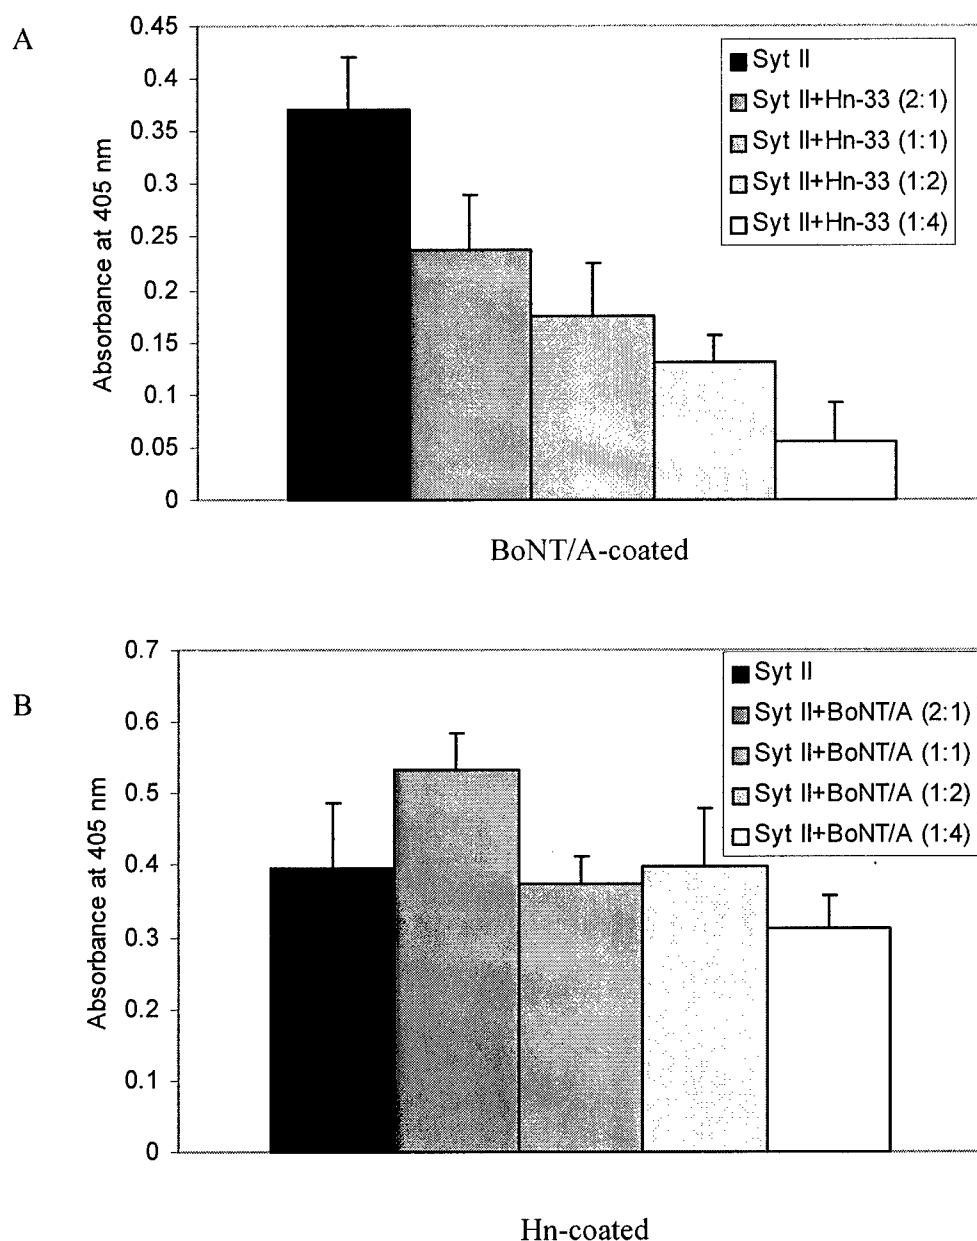 A
0.45
0.4
0.35
0.3
0.25
0.2
0.15
0.1
0.05
0
Absorbance at 405 nm
Syt II
Syt II+Hn-33 (2:1)
Syt II+Hn-33 (1:1)
Syt II+Hn-33 (1:2)
Syt II+Hn-33 (1:4)
BoNT/A-coated
B
0.7
0.6
0.5
0.4
0.3
0.2
0.1
0
Absorbance at 405 nm
Syt II
Syt II+BoNT/A (2:1)
Syt II+BoNT/A (1:1)
Syt II+BoNT/A (1:2)
Syt II+BoNT/A (1:4)
Hn-coated